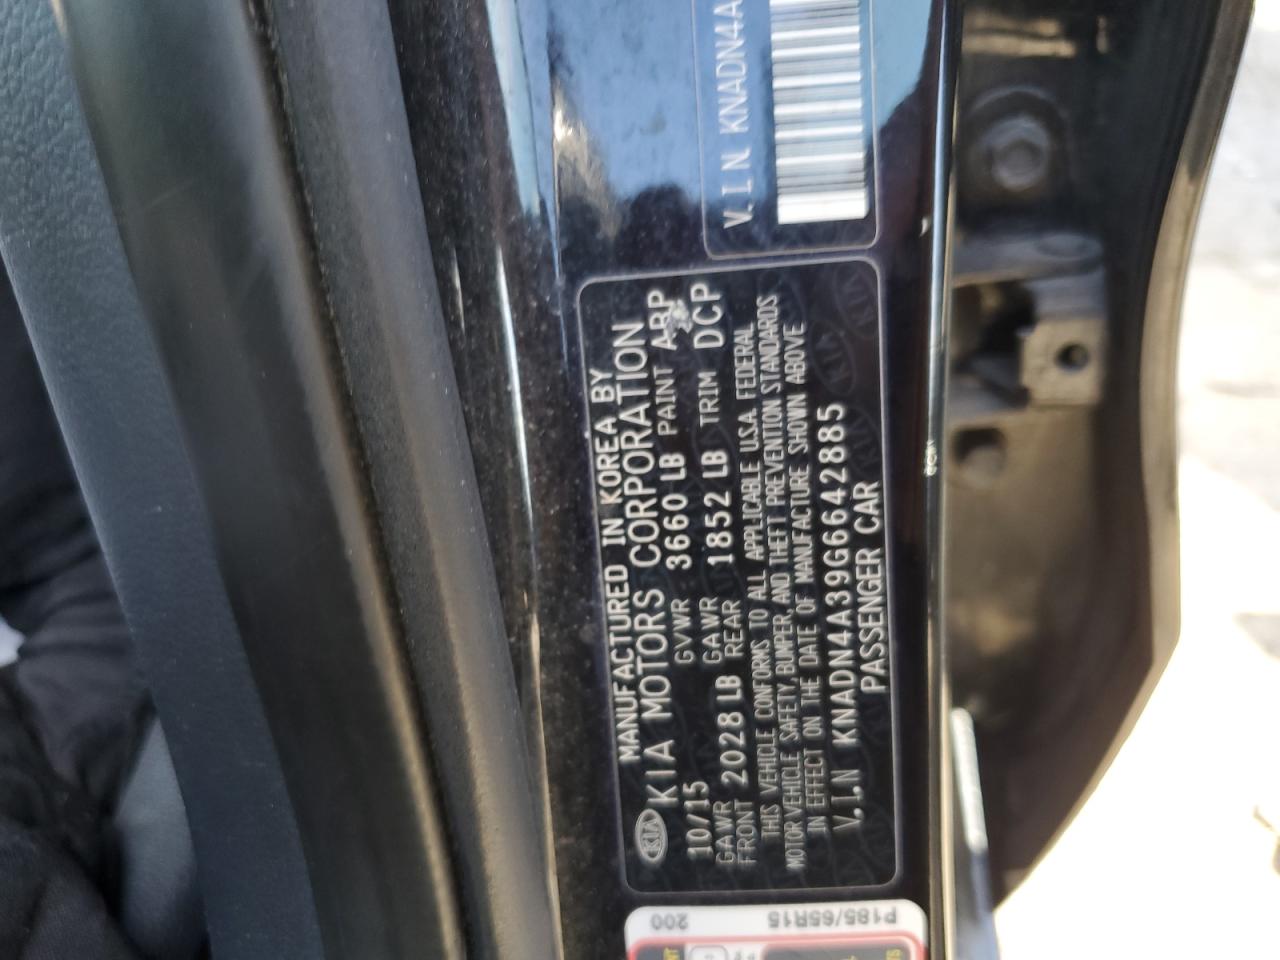 MANUFACTURED IN KOREA BY
KIA KIA MOTORS CORPORATION
10/15 GVWR 3660 LB PAINT ABP
GAWR FRONT 2028 LB GAWR REAR 1852 LB TRIM DCP
THIS VEHICLE CONFORMS TO ALL APPLICABLE U.S.A. FEDERAL
MOTOR VEHICLE SAFETY, BUMPER, AND THEFT PREVENTION STANDARDS
IN EFFECT ON THE DATE OF MANUFACTURE SHOWN ABOVE
V.I.N KNADN4A39G6642885
PASSENGER CAR
V.I.N. KNADN4A
P185/65R15
200